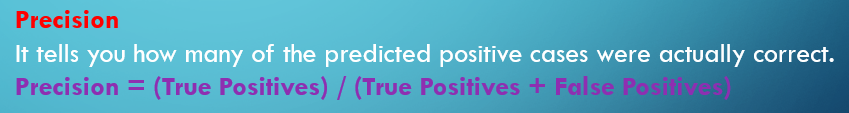 Precision
It tells you how many of the predicted positive cases were actually correct.
Precision = (True Positives) / (True Positives + False Positives)